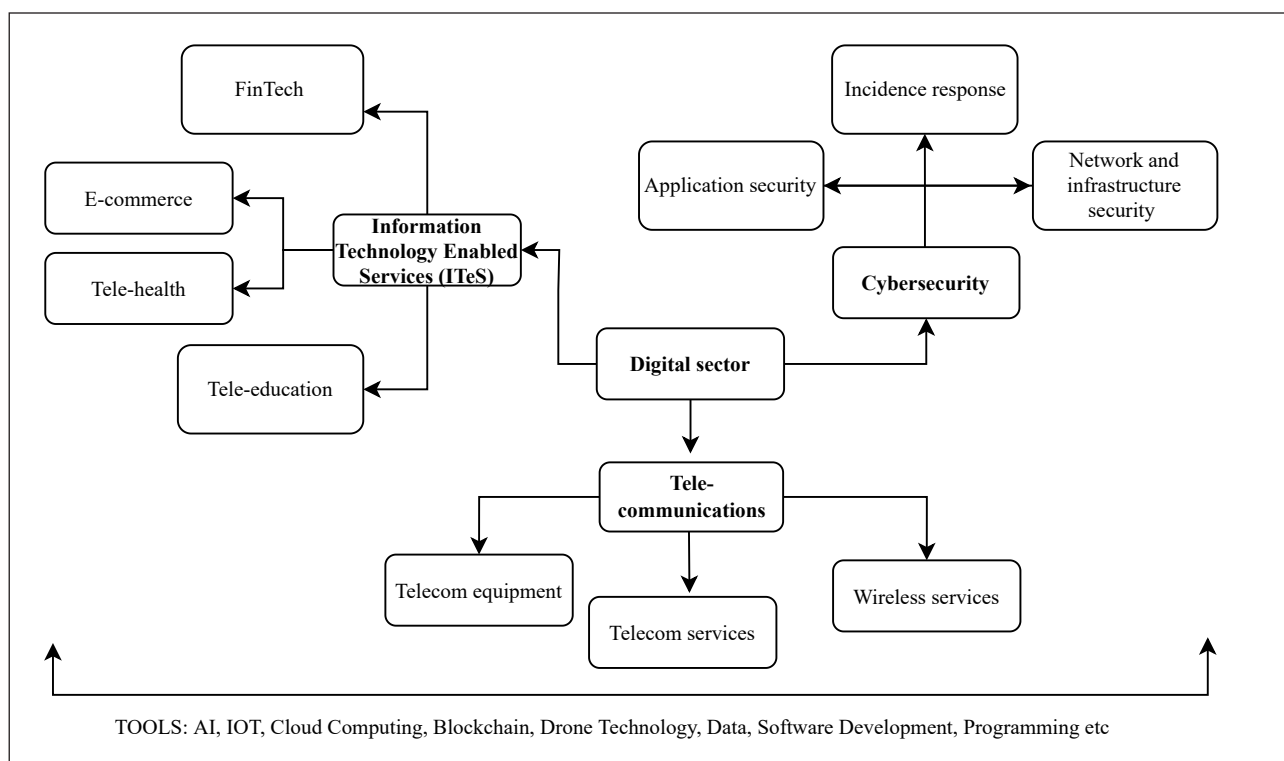 FinTech
E-commerce
Tele-health
Information
Technology Enabled
Services (ITeS)
Tele-education
Incidence response
Application security
Network and
infrastructure
security
Cybersecurity
Digital sector
Tele-
communications
Telecom equipment
Telecom services
Wireless services
TOOLS: AI, IOT, Cloud Computing, Blockchain, Drone Technology, Data, Software Development, Programming etc